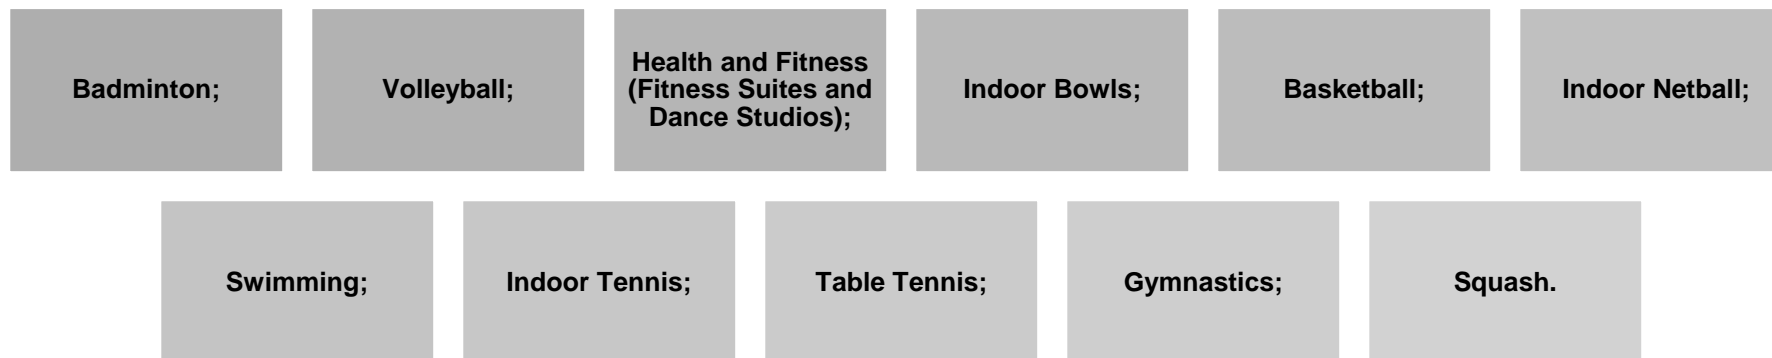 Badminton;
Volleyball;
Health and Fitness
(Fitness Suites and
Dance Studios);
Indoor Bowls;
Basketball;
Indoor Netball;
Swimming;
Indoor Tennis;
Table Tennis;
Gymnastics;
Squash.